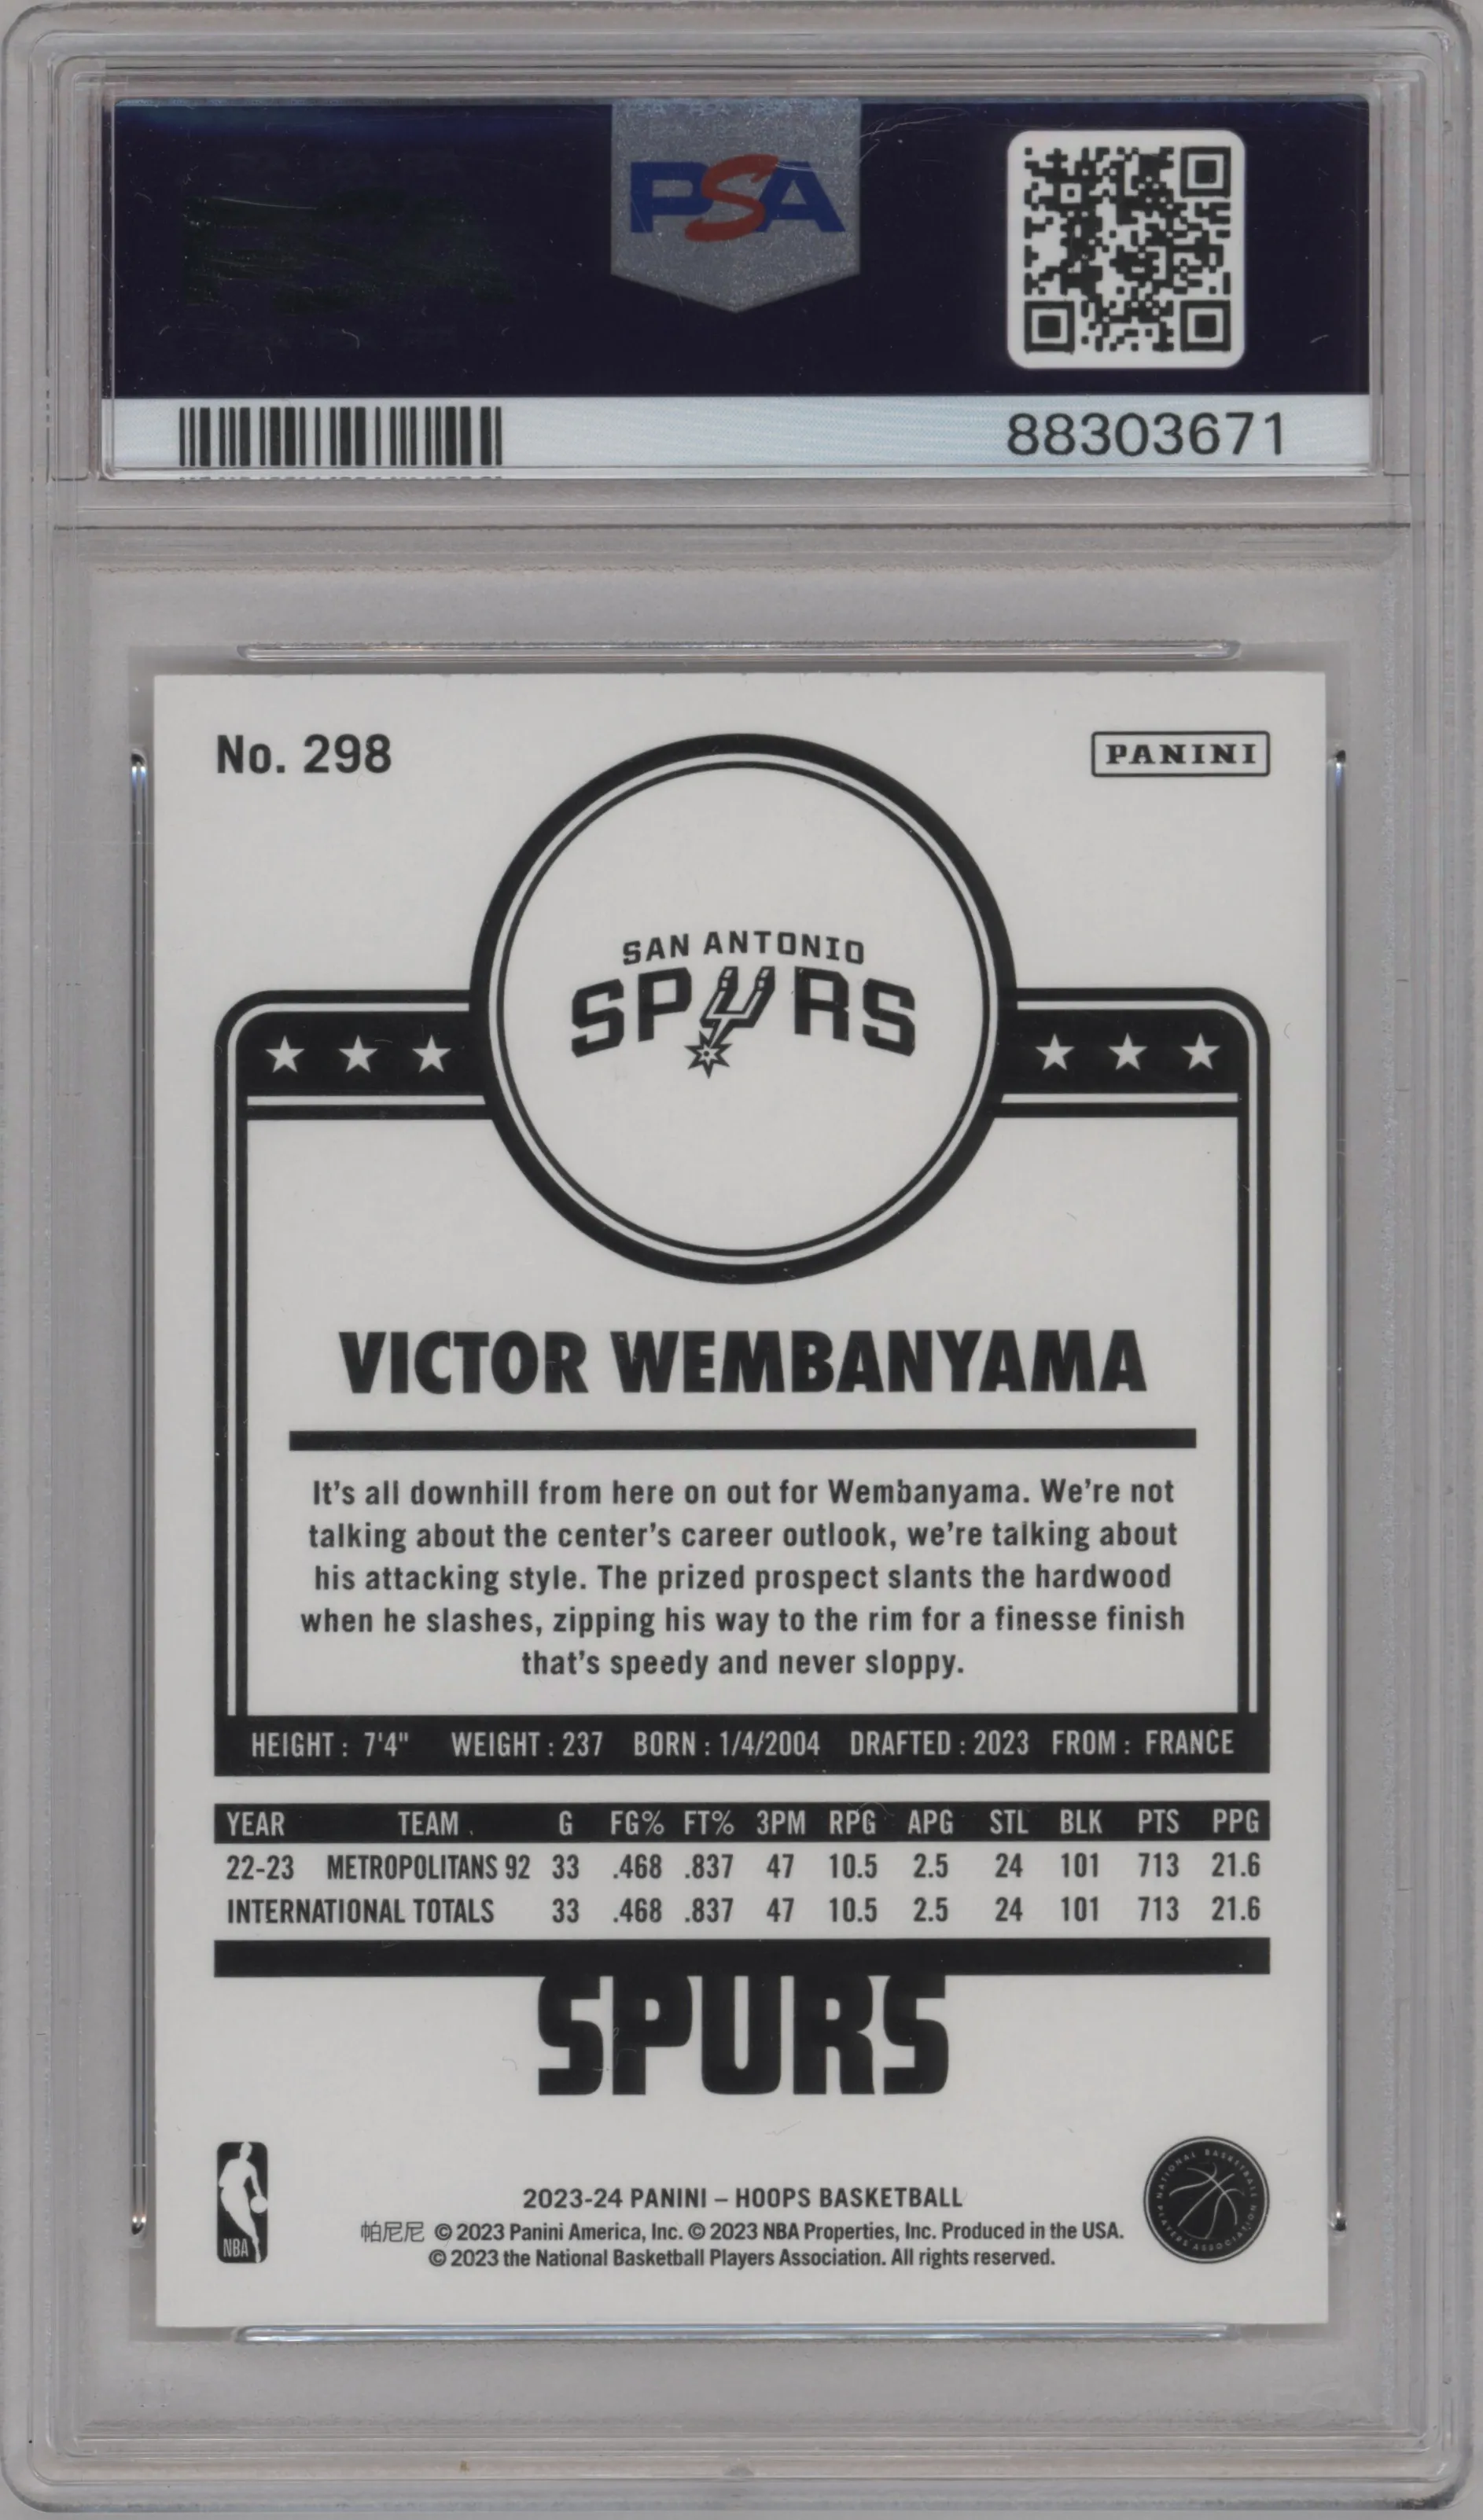 PSA
88303671
No. 298
PANINI
SAN ANTONIO
SPURS
VICTOR WEMBANYAMA
It's all downhill from here on out for Wembanyama. We're not
talking about the center's career outlook, we're talking about
his attacking style. The prized prospect slants the hardwood
when he slashes, zipping his way to the rim for a finesse finish
that's speedy and never sloppy.
HEIGHT : 7'4" WEIGHT : 237 BORN : 1/4/2004 DRAFTED : 2023 FROM : FRANCE
YEAR TEAM G FG% FT% 3PM RPG APG STL BLK PTS PPG
22-23 METROPOLITANS 92 33 .468 .837 47 10.5 2.5 24 101 713 21.6
INTERNATIONAL TOTALS 33 .468 .837 47 10.5 2.5 24 101 713 21.6
SPURS
2023-24 PANINI – HOOPS BASKETBALL
帕尼尼 © 2023 Panini America, Inc. © 2023 NBA Properties, Inc. Produced in the USA.
© 2023 the National Basketball Players Association. All rights reserved.
NBA
NATIONAL BASKETBALL PLAYERS ASSOCIATION